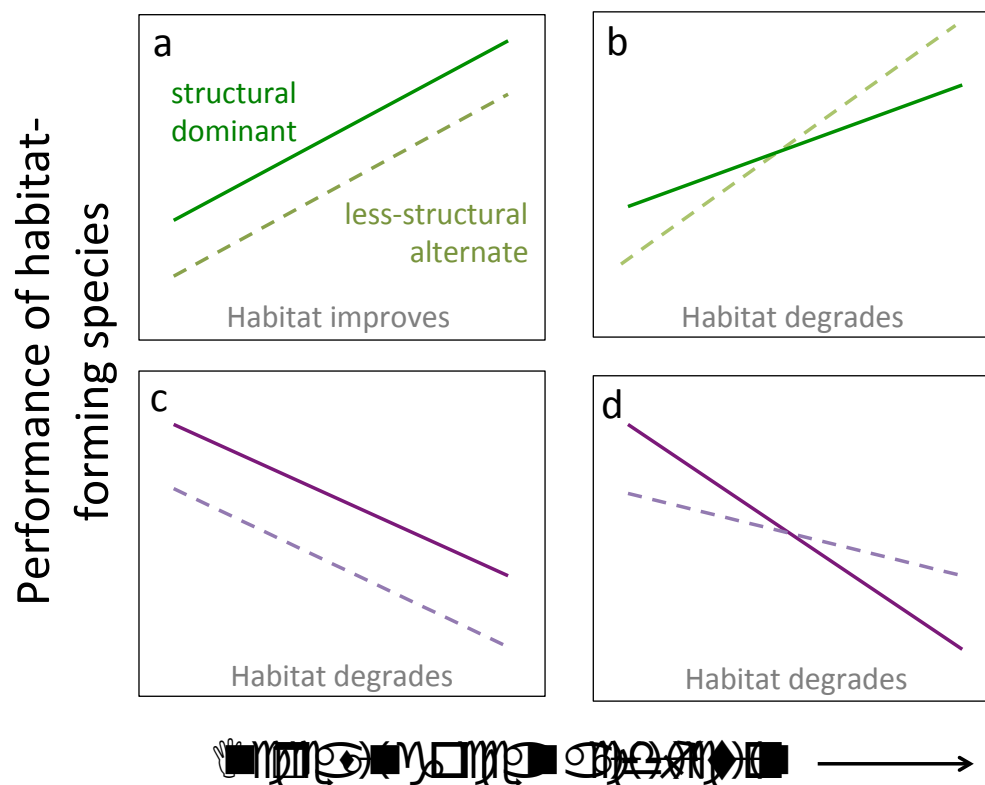 Performance of habitat-
forming species
a
structural
dominant
less-structural
alternate
Habitat improves
b
Habitat degrades
c
Habitat degrades
d
Habitat degrades